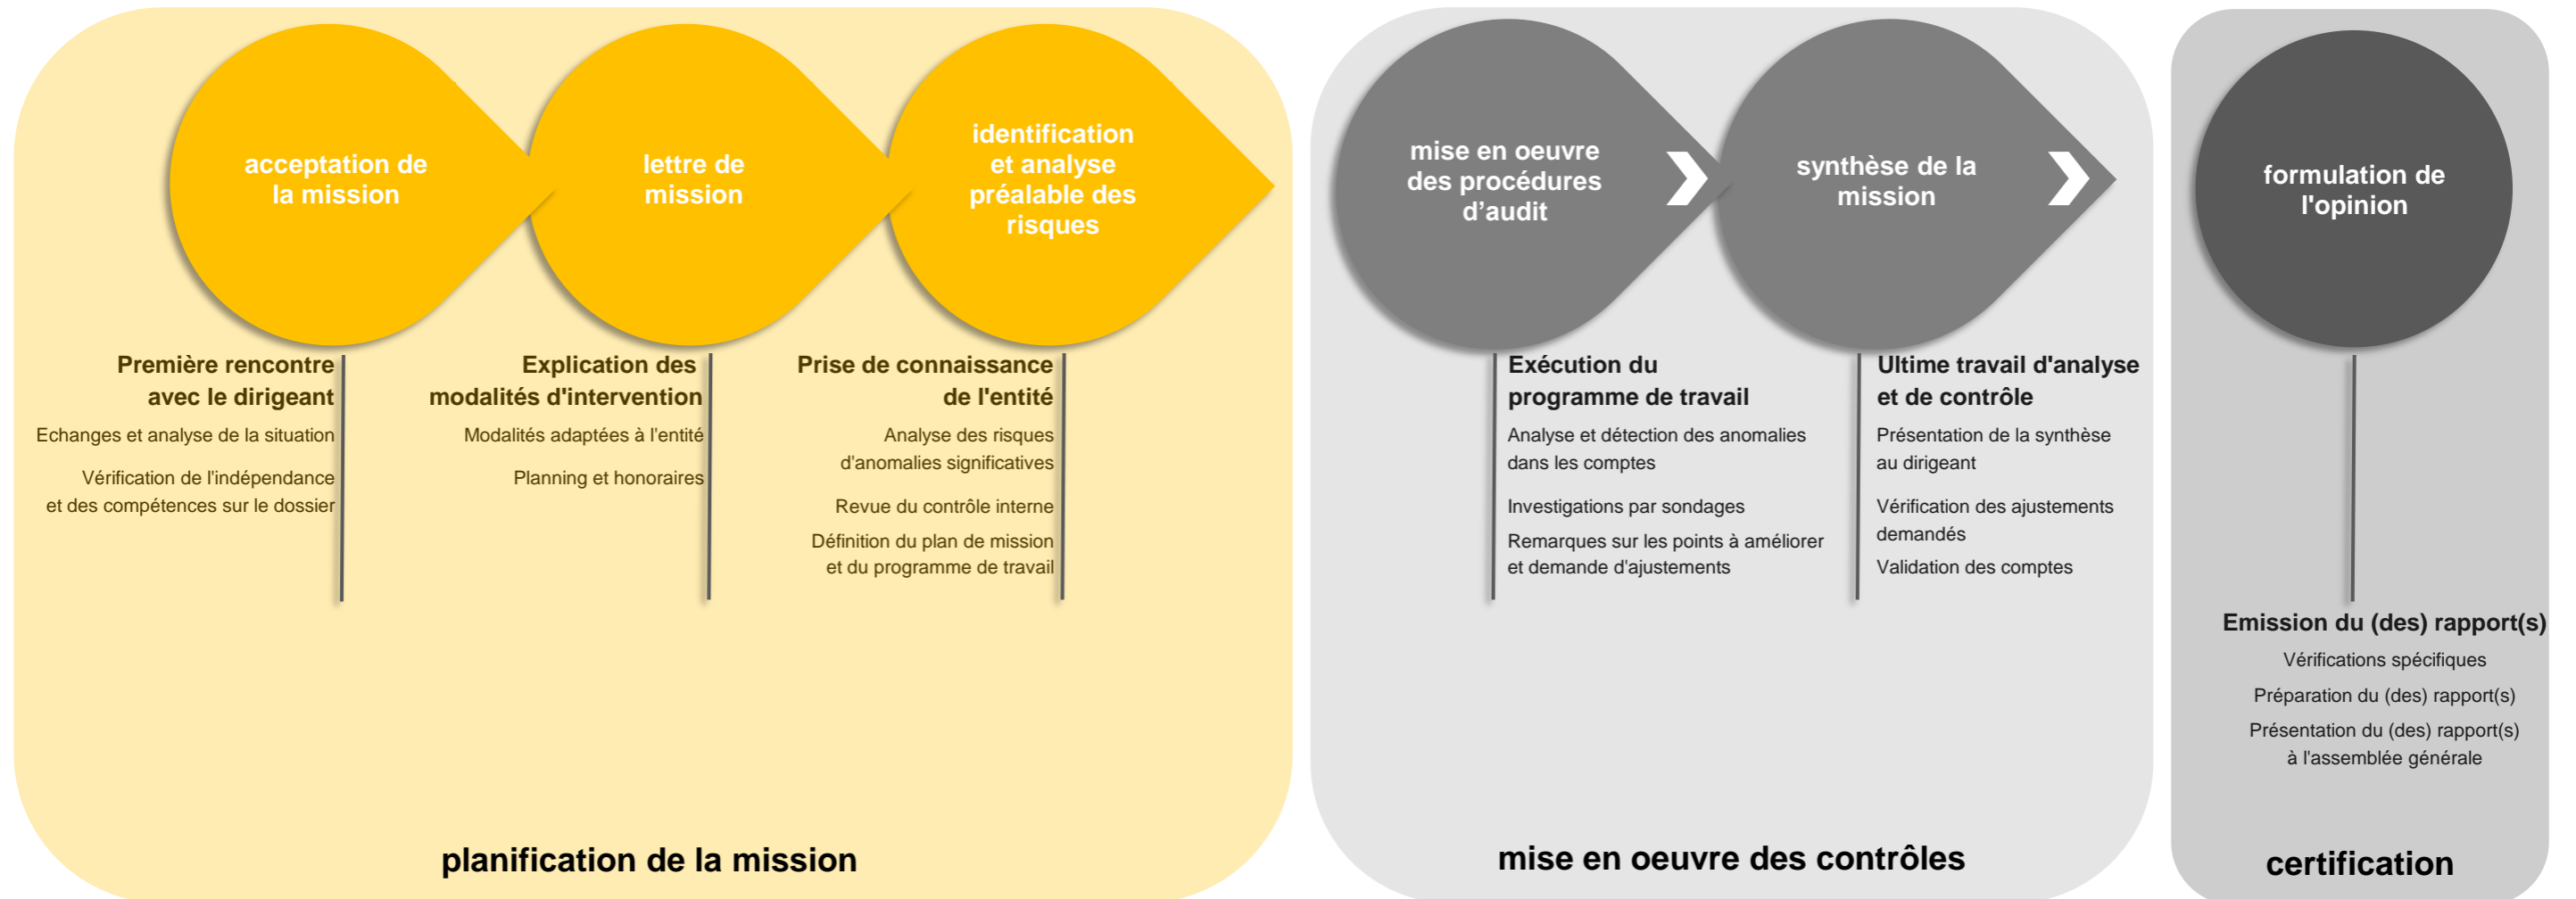 acceptation de
la mission
Première rencontre
avec le dirigeant
Echanges et analyse de la situation
Vérification de l'indépendance
et des compétences sur le dossier
lettre de
mission
Explication des
modalités d'intervention
Modalités adaptées à l'entité
Planning et honoraires
identification
et analyse
préalable des
risques
Prise de connaissance
de l'entité
Analyse des risques
d'anomalies significatives
Revue du contrôle interne
Définition du plan de mission
et du programme de travail
planification de la mission
mise en oeuvre
des procédures
d’audit
Exécution du
programme de travail
Analyse et détection des anomalies
dans les comptes
Investigations par sondages
Remarques sur les points à améliorer
et demande d'ajustements
synthèse de la
mission
Ultime travail d'analyse
et de contrôle
Présentation de la synthèse
au dirigeant
Vérification des ajustements
demandés
Validation des comptes
mise en oeuvre des contrôles
formulation de
l'opinion
Emission du (des) rapport(s)
Vérifications spécifiques
Préparation du (des) rapport(s)
Présentation du (des) rapport(s)
à l'assemblée générale
certification